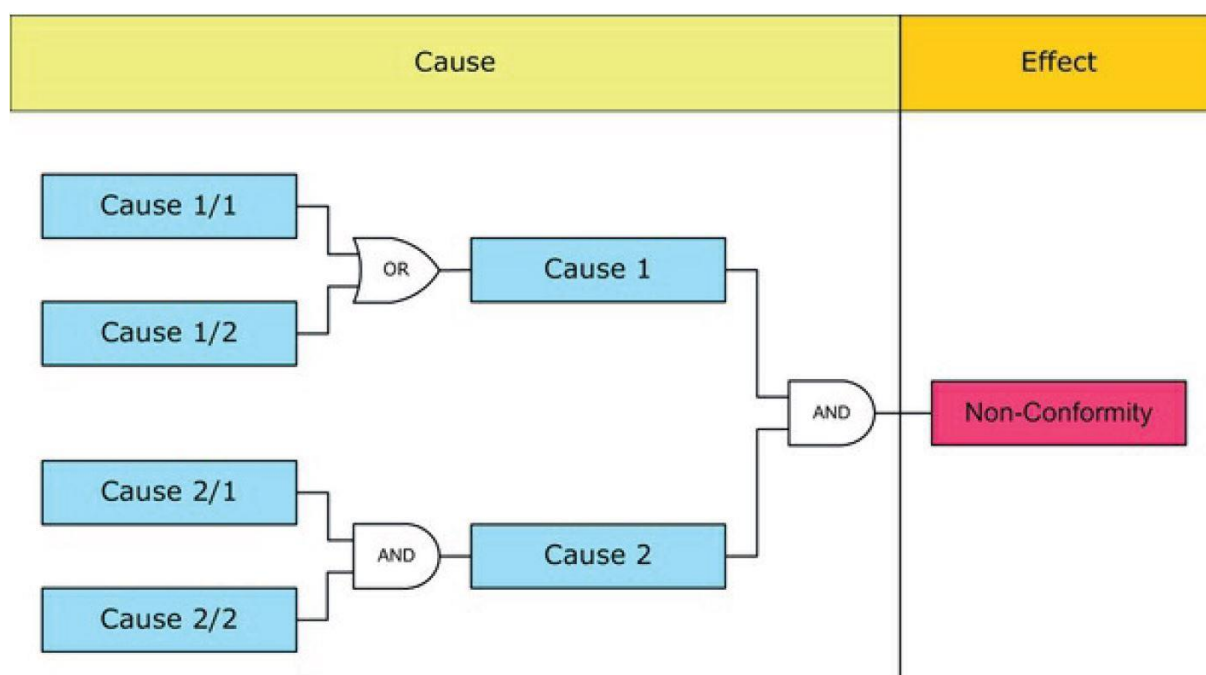 Cause
Effect
Cause 1/1
OR
Cause 1
Cause 1/2
AND
Non-Conformity
Cause 2/1
AND
Cause 2
Cause 2/2